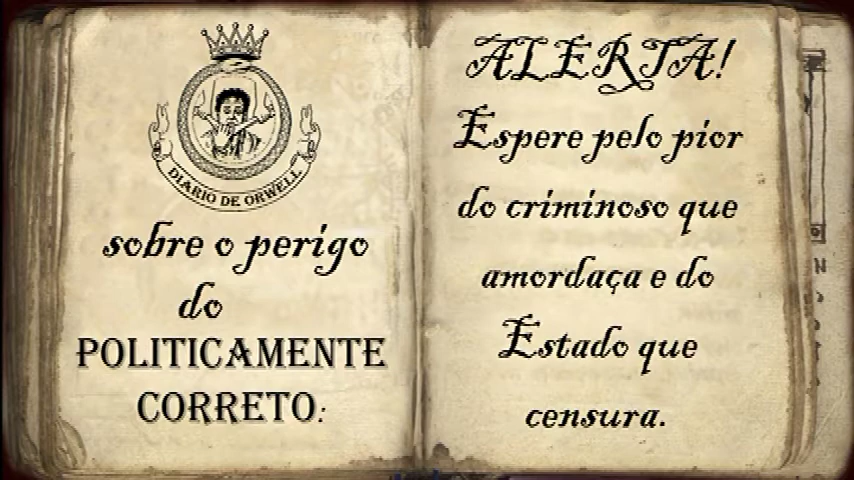 DIARIO DE ORWELL
sobre o perigo
do
POLITICAMENTE
CORRETO:
ALERTA!
Espere pelo pior
do criminoso que
amordaça e do
Estado que
censura.